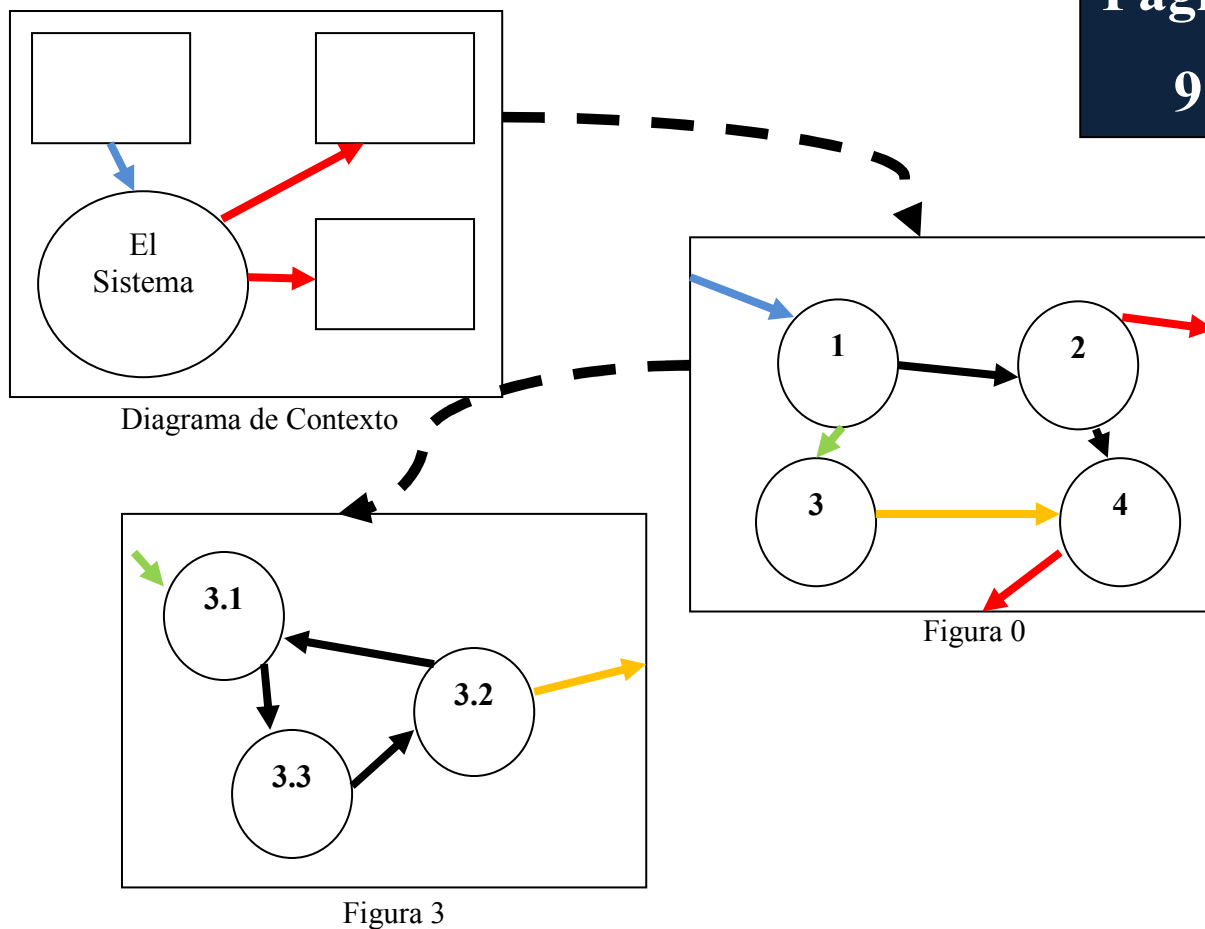 9
El
Sistema
Diagrama de Contexto
1
2
3
4
Figura 0
3.1
3.2
3.3
Figura 3